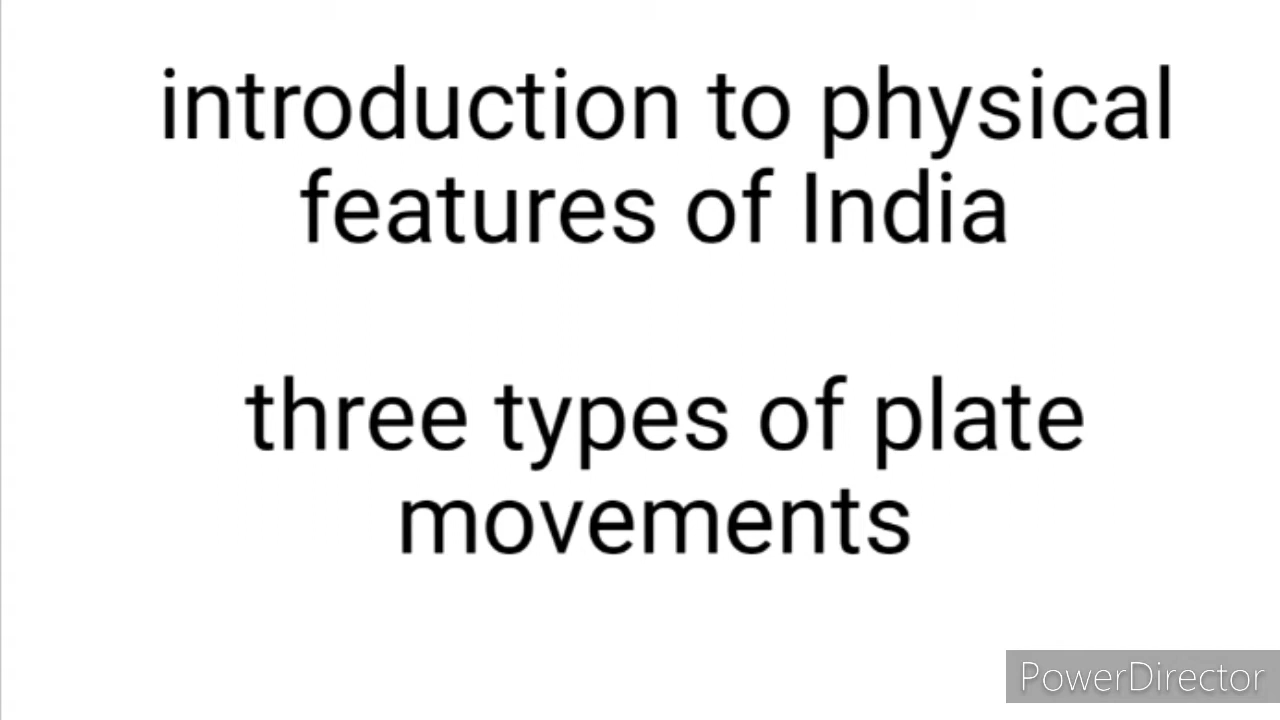 introduction to physical
features of India
three types of plate
movements
PowerDirector